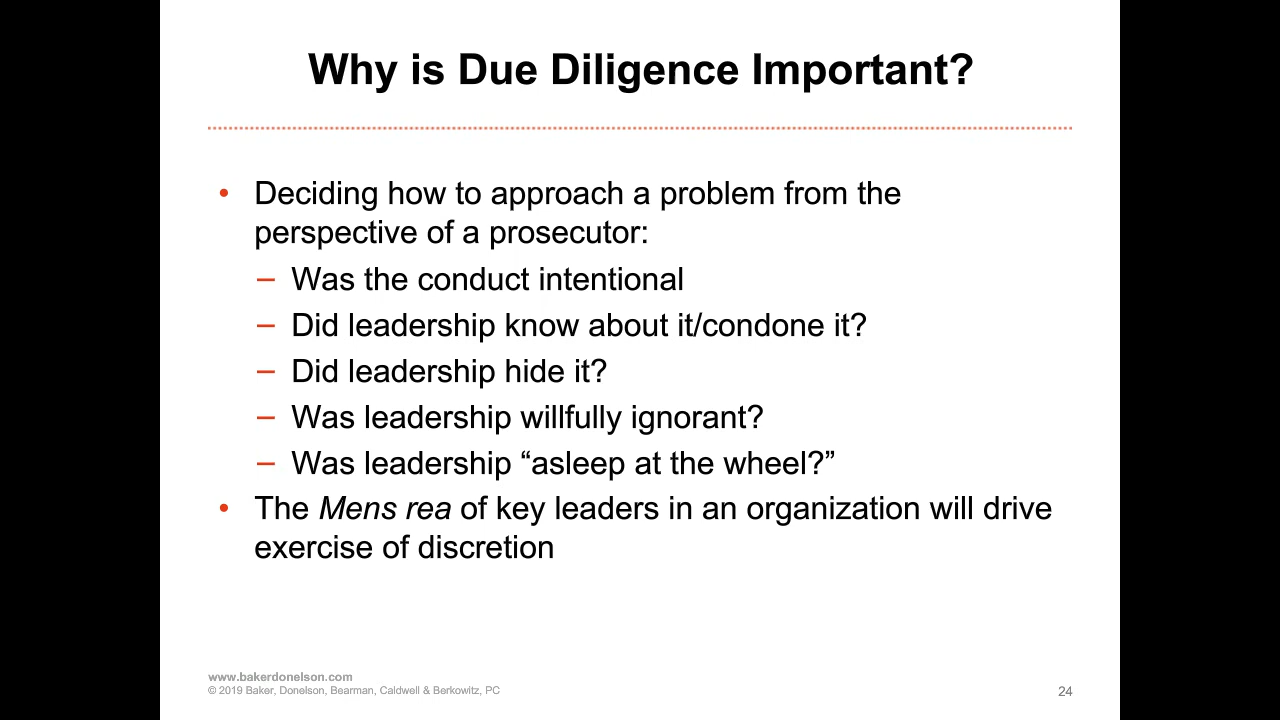 Why is Due Diligence Important?
• Deciding how to approach a problem from the
perspective of a prosecutor:
– Was the conduct intentional
– Did leadership know about it/condone it?
– Did leadership hide it?
– Was leadership willfully ignorant?
– Was leadership “asleep at the wheel?”
• The Mens rea of key leaders in an organization will drive
exercise of discretion
www.bakerdonelson.com
© 2019 Baker, Donelson, Bearman, Caldwell & Berkowitz, PC
24